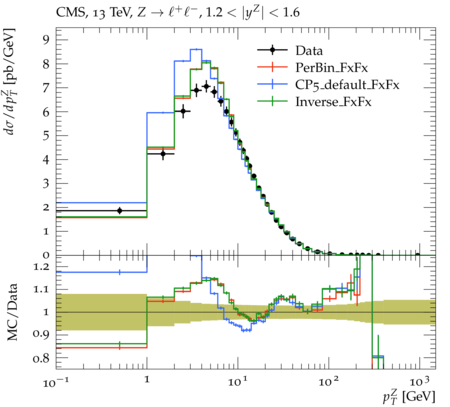 CMS, 13 TeV, Z → ℓ⁺ℓ⁻, 1.2 < |y^Z| < 1.6
dσ/dp_T^Z [pb/GeV]
9
8
7
6
5
4
3
2
1
0
Data
PerBin_FxFx
CP5_default_FxFx
Inverse_FxFx
MC/Data
1.2
1.1
1
0.9
0.8
10⁻¹ 1 10¹ 10² 10³
p_T^Z [GeV]